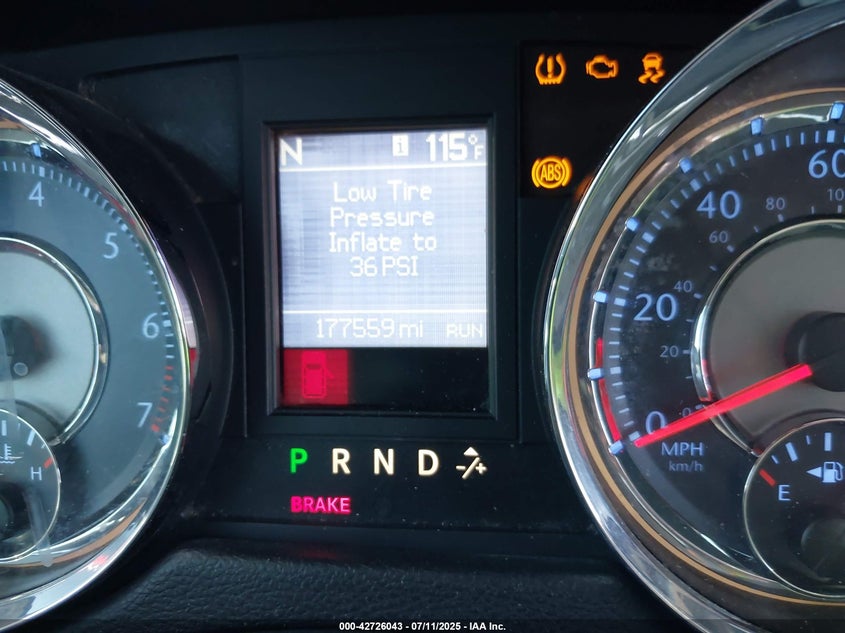 N i 115°F
Low Tire
Pressure
Inflate to
36 PSI
177559 mi RUN
P R N D -/+
BRAKE
ABS
4
5
6
7
H
60
40
20
0
MPH
km/h
80
60
40
20
0
E
000-42726043 - 07/11/2025 - IAA Inc.